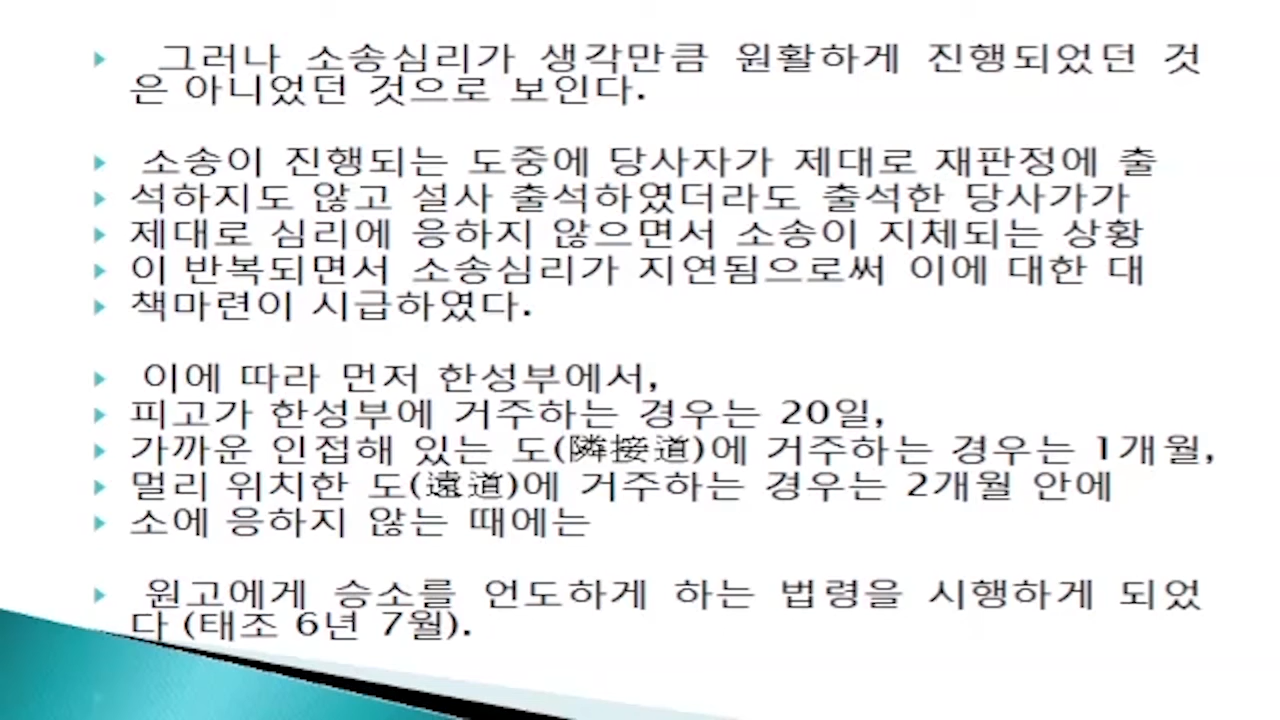 그러나 소송심리가 생각만큼 원활하게 진행되었던 것
은 아니었던 것으로 보인다.
소송이 진행되는 도중에 당사자가 제대로 재판정에 출
석하지도 않고 설사 출석하였더라도 출석한 당사가가
제대로 심리에 응하지 않으면서 소송이 지체되는 상황
이 반복되면서 소송심리가 지연됨으로써 이에 대한 대
책마련이 시급하였다.
이에 따라 먼저 한성부에서,
피고가 한성부에 거주하는 경우는 20일,
가까운 인접해 있는 도(隣接道)에 거주하는 경우는 1개월,
멀리 위치한 도(遠道)에 거주하는 경우는 2개월 안에
소에 응하지 않는 때에는
원고에게 승소를 언도하게 하는 법령을 시행하게 되었
다 (태조 6년 7월).